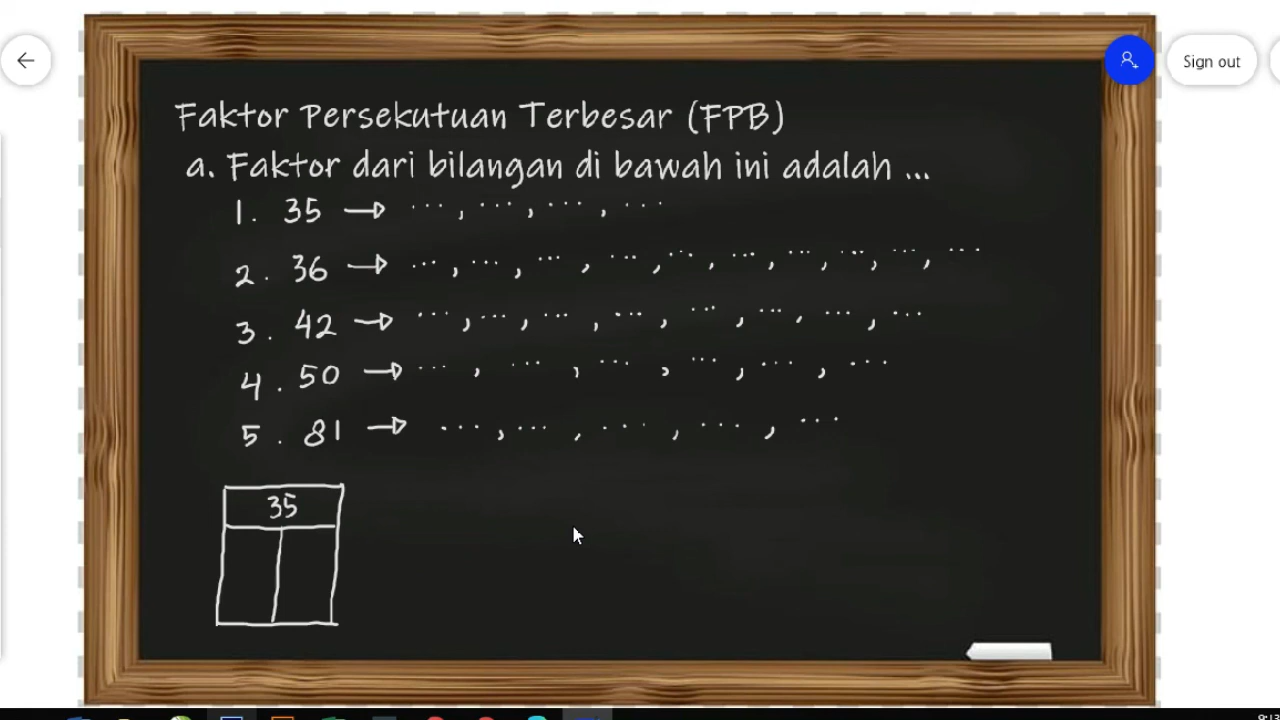 Sign out
Faktor Persekutuan Terbesar (FPB)
a. Faktor dari bilangan di bawah ini adalah ...
1. 35 → ... , ... , ... , ...
2. 36 → ... , ... , ... , ... , ... , ... , ... , ... , ...
3. 42 → ... , ... , ... , ... , ... , ... , ... , ...
4. 50 → ... , ... , ... , ... , ... , ...
5. 81 → ... , ... , ... , ... , ...
35